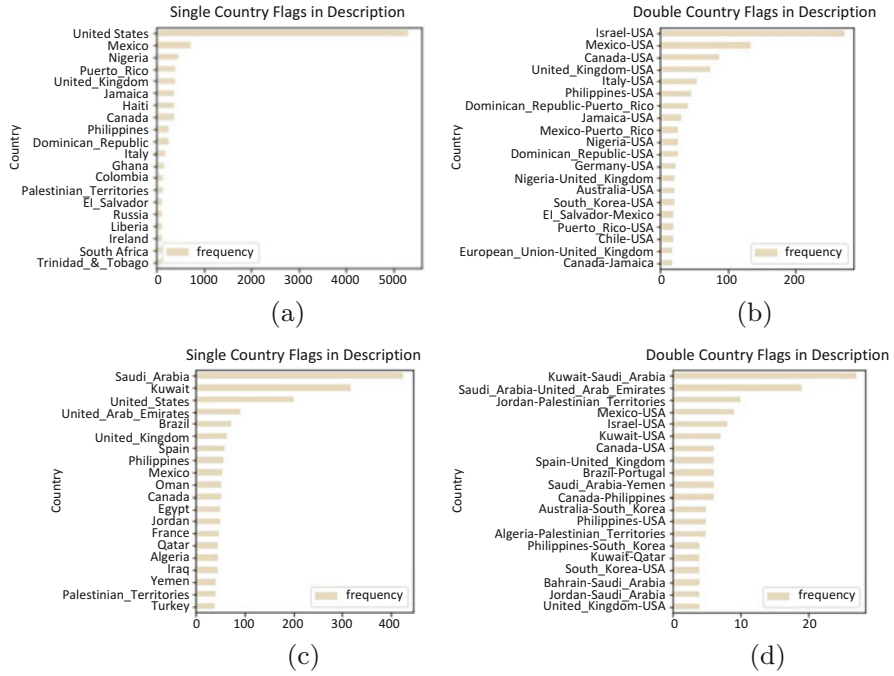 Single Country Flags in Description
United States
Mexico
Nigeria
Puerto_Rico
United_Kingdom
Jamaica
Haiti
Canada
Philippines
Dominican_Republic
Italy
Ghana
Colombia
Palestinian_Territories
El_Salvador
Russia
Liberia
Ireland
South Africa
Trinidad_&_Tobago
Country
frequency
0 1000 2000 3000 4000 5000
(a)
Double Country Flags in Description
Israel-USA
Mexico-USA
Canada-USA
United_Kingdom-USA
Italy-USA
Philippines-USA
Dominican_Republic-Puerto_Rico
Jamaica-USA
Mexico-Puerto_Rico
Nigeria-USA
Dominican_Republic-USA
Germany-USA
Nigeria-United_Kingdom
Australia-USA
South_Korea-USA
El_Salvador-Mexico
Puerto_Rico-USA
Chile-USA
European_Union-United_Kingdom
Canada-Jamaica
Country
frequency
0 100 200
(b)
Single Country Flags in Description
Saudi_Arabia
Kuwait
United_States
United_Arab_Emirates
Brazil
United_Kingdom
Spain
Philippines
Mexico
Oman
Canada
Egypt
Jordan
France
Qatar
Algeria
Iraq
Yemen
Palestinian_Territories
Turkey
Country
frequency
0 100 200 300 400
(c)
Double Country Flags in Description
Kuwait-Saudi_Arabia
Saudi_Arabia-United_Arab_Emirates
Jordan-Palestinian_Territories
Mexico-USA
Israel-USA
Kuwait-USA
Canada-USA
Spain-United_Kingdom
Brazil-Portugal
Saudi_Arabia-Yemen
Canada-Philippines
Australia-South_Korea
Philippines-USA
Algeria-Palestinian_Territories
Philippines-South_Korea
Kuwait-Qatar
South_Korea-USA
Bahrain-Saudi_Arabia
Jordan-Saudi_Arabia
United_Kingdom-USA
Country
frequency
0 10 20
(d)